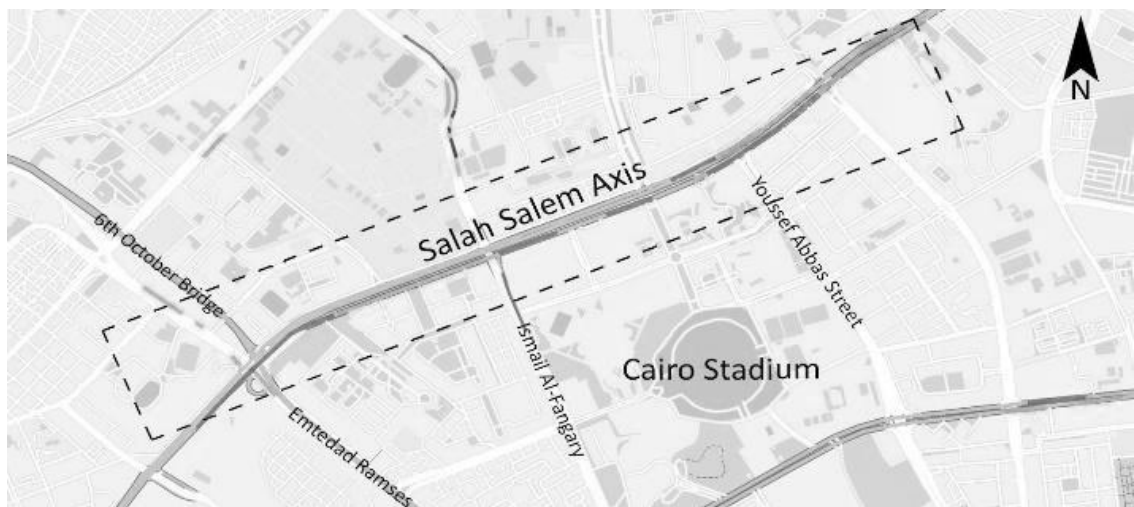 N
Salah Salem Axis
6th October Bridge
Youssef Abbas Street
Ismail Al-Fangary
Cairo Stadium
Emtedad Ramses